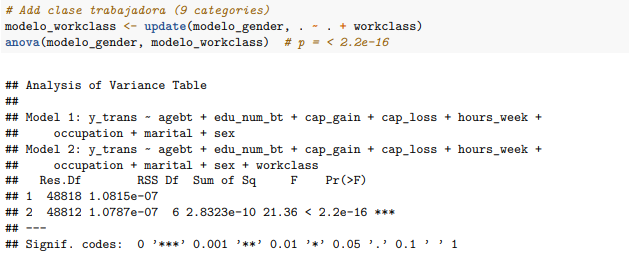 # Add clase trabajadora (9 categories)
modelo_workclass <- update(modelo_gender, . ~ . + workclass)
anova(modelo_gender, modelo_workclass)  # p = < 2.2e-16
## Analysis of Variance Table
##
## Model 1: y_trans ~ agebt + edu_num_bt + cap_gain + cap_loss + hours_week +
##     occupation + marital + sex
## Model 2: y_trans ~ agebt + edu_num_bt + cap_gain + cap_loss + hours_week +
##     occupation + marital + sex + workclass
##   Res.Df        RSS Df  Sum of Sq     F    Pr(>F)
## 1  48818 1.0815e-07
## 2  48812 1.0787e-07  6 2.8323e-10 21.36 < 2.2e-16 ***
## ---
## Signif. codes:  0 '***' 0.001 '**' 0.01 '*' 0.05 '.' 0.1 ' ' 1